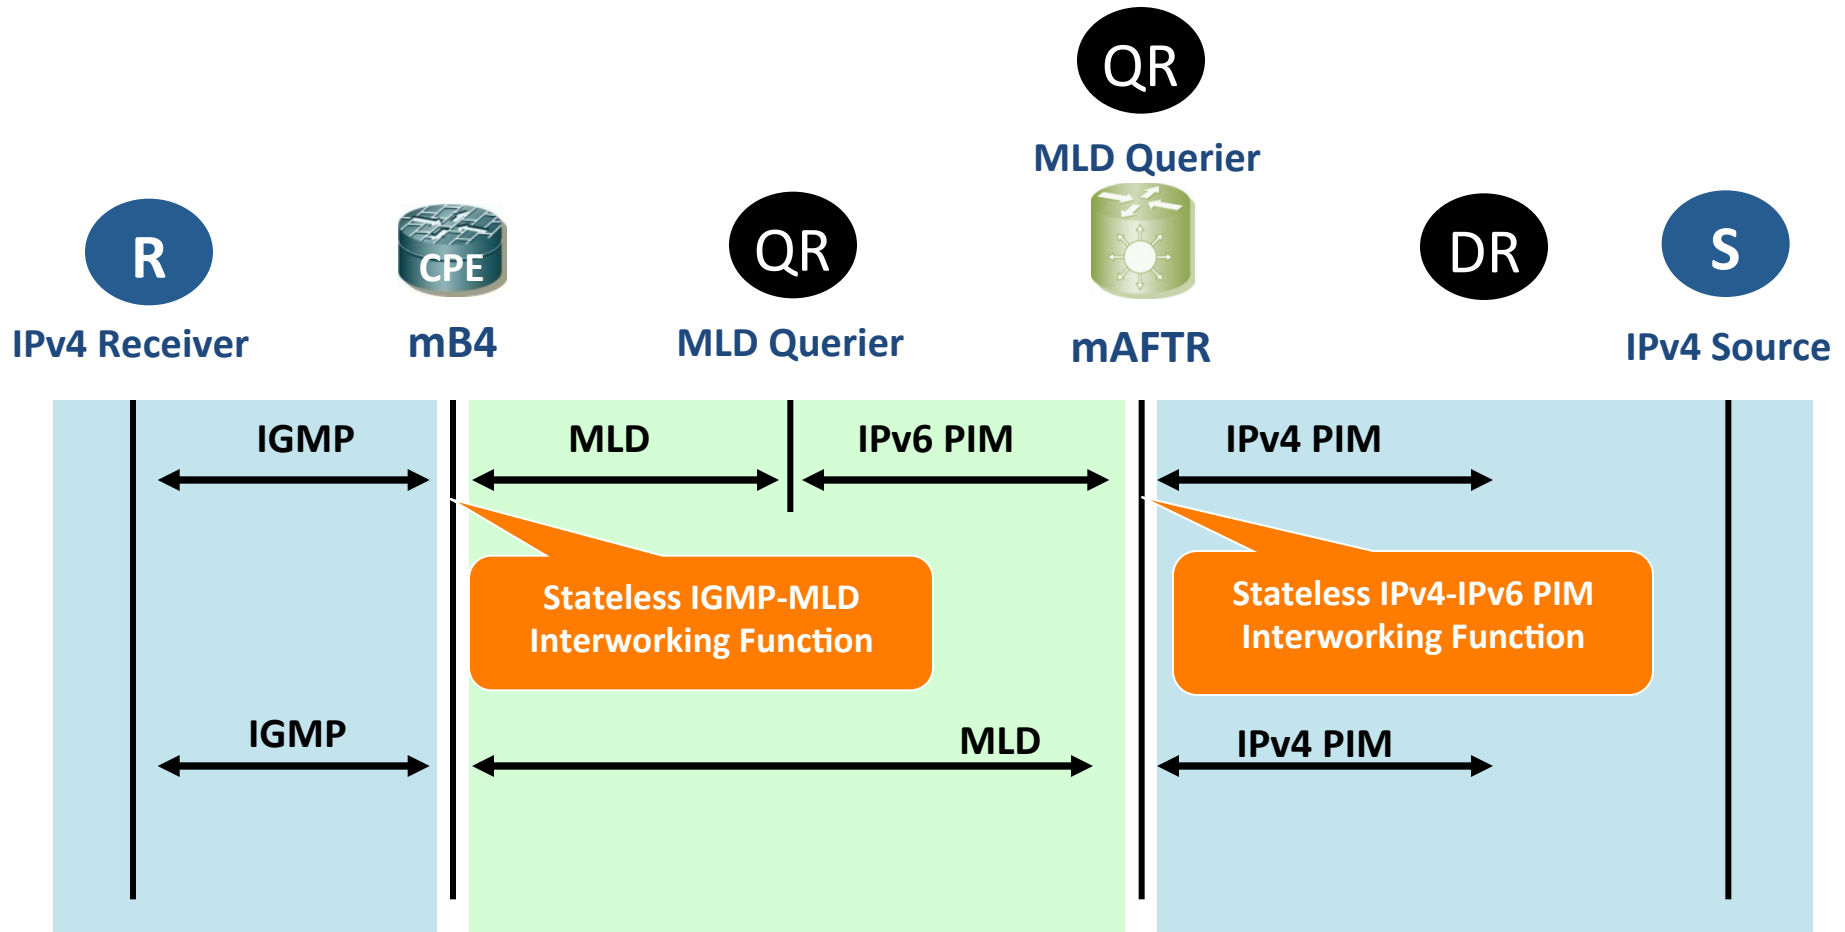 QR
MLD Querier
R
CPE
QR
DR
S
IPv4 Receiver
mB4
MLD Querier
mAFTR
IPv4 Source
IGMP
MLD
IPv6 PIM
IPv4 PIM
Stateless IGMP-MLD
Interworking Function
Stateless IPv4-IPv6 PIM
Interworking Function
IGMP
MLD
IPv4 PIM